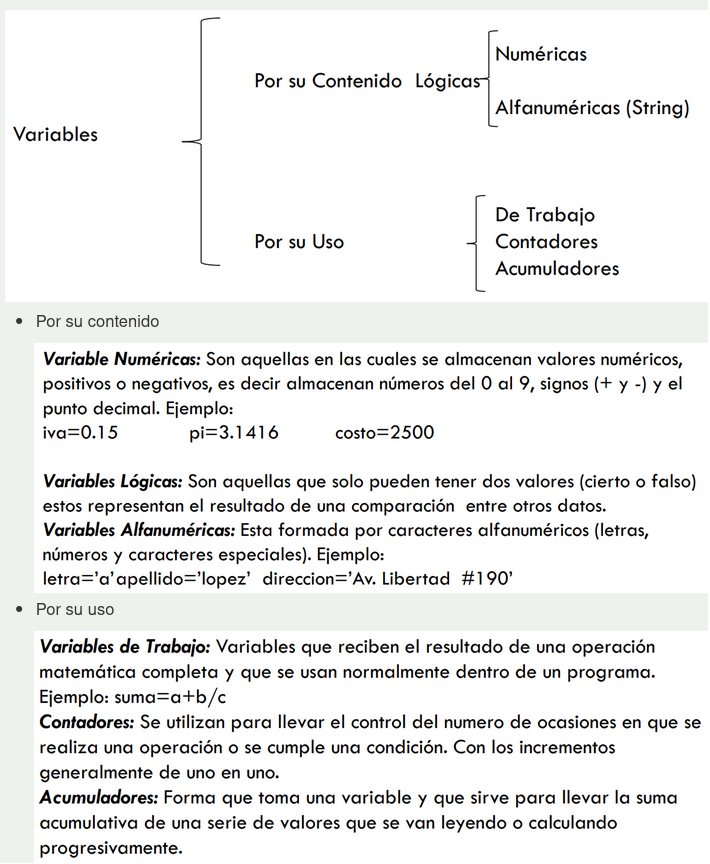 Variables
Por su Contenido Lógicas
Numéricas
Alfanuméricas (String)
Por su Uso
De Trabajo
Contadores
Acumuladores
• Por su contenido
Variable Numéricas: Son aquellas en las cuales se almacenan valores numéricos,
positivos o negativos, es decir almacenan números del 0 al 9, signos (+ y -) y el
punto decimal. Ejemplo:
iva=0.15 pi=3.1416 costo=2500
Variables Lógicas: Son aquellas que solo pueden tener dos valores (cierto o falso)
estos representan el resultado de una comparación entre otros datos.
Variables Alfanuméricas: Esta formada por caracteres alfanuméricos (letras,
números y caracteres especiales). Ejemplo:
letra=’a’apellido=’lopez’ direccion=’Av. Libertad #190’
• Por su uso
Variables de Trabajo: Variables que reciben el resultado de una operación
matemática completa y que se usan normalmente dentro de un programa.
Ejemplo: suma=a+b/c
Contadores: Se utilizan para llevar el control del numero de ocasiones en que se
realiza una operación o se cumple una condición. Con los incrementos
generalmente de uno en uno.
Acumuladores: Forma que toma una variable y que sirve para llevar la suma
acumulativa de una serie de valores que se van leyendo o calculando
progresivamente.